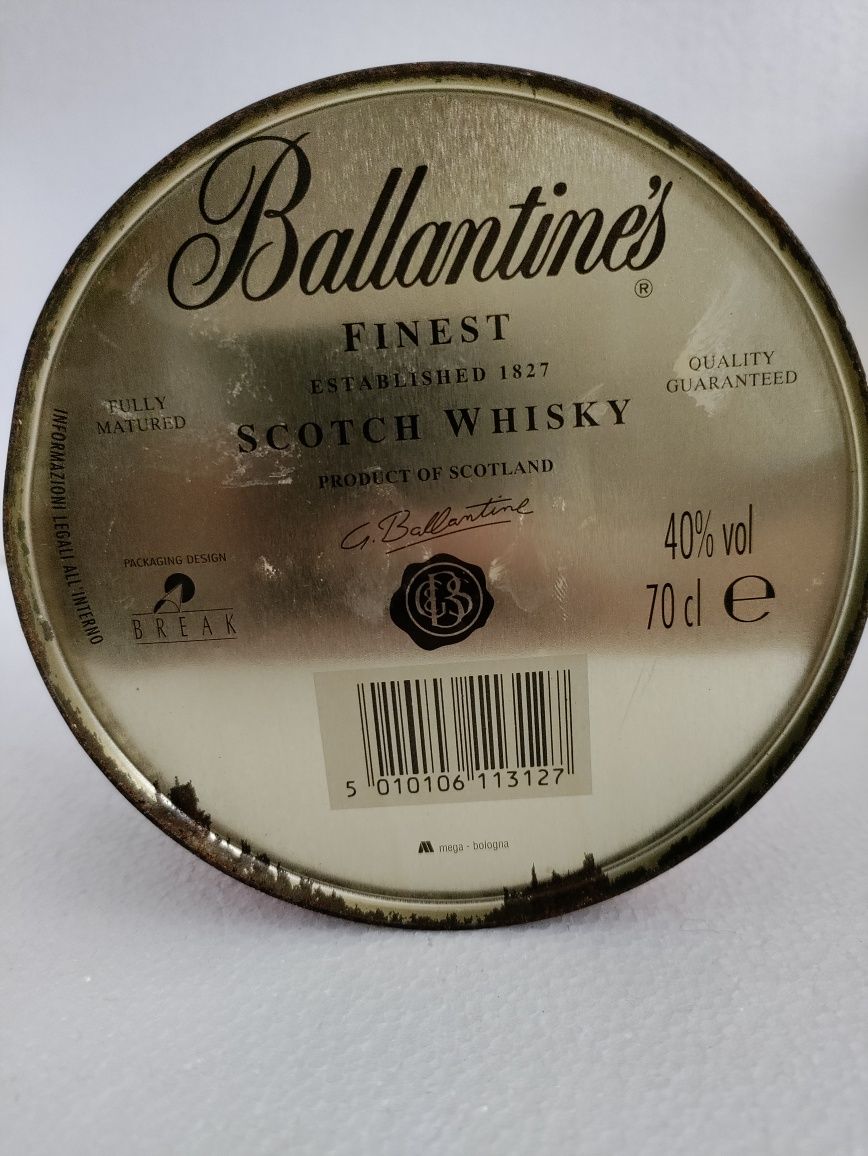 Ballantine's
®
FINEST
ESTABLISHED 1827
SCOTCH WHISKY
PRODUCT OF SCOTLAND
G. Ballantine
FULLY
MATURED
QUALITY
GUARANTEED
INFORMAZIONI LEGALI ALL'INTERNO
PACKAGING DESIGN
BREAK
GB&S
40% vol
70 cl e
5 010106 113127
mega - bologna